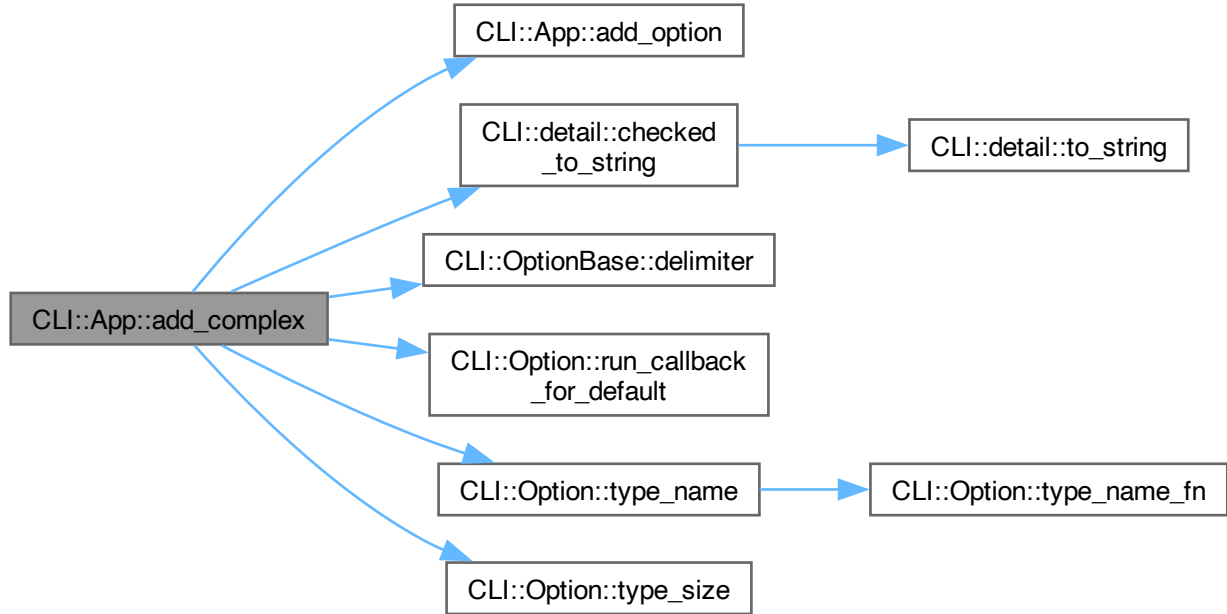 CLI::App::add_option
CLI::detail::checked
_to_string
CLI::detail::to_string
CLI::OptionBase::delimiter
CLI::App::add_complex
CLI::Option::run_callback
_for_default
CLI::Option::type_name
CLI::Option::type_name_fn
CLI::Option::type_size